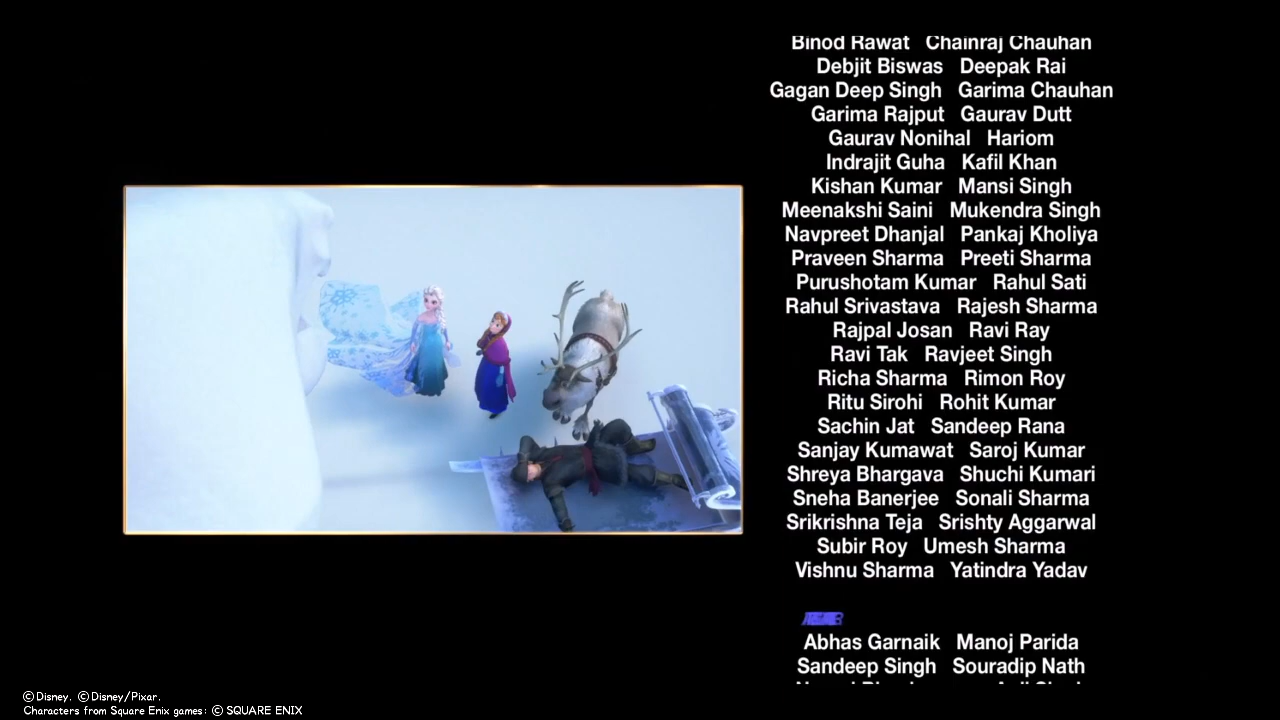 Binod Rawat Chainraj Chauhan
Debjit Biswas Deepak Rai
Gagan Deep Singh Garima Chauhan
Garima Rajput Gaurav Dutt
Gaurav Nonihal Hariom
Indrajit Guha Kafil Khan
Kishan Kumar Mansi Singh
Meenakshi Saini Mukendra Singh
Navpreet Dhanjal Pankaj Kholiya
Praveen Sharma Preeti Sharma
Purushotam Kumar Rahul Sati
Rahul Srivastava Rajesh Sharma
Rajpal Josan Ravi Ray
Ravi Tak Ravjeet Singh
Richa Sharma Rimon Roy
Ritu Sirohi Rohit Kumar
Sachin Jat Sandeep Rana
Sanjay Kumawat Saroj Kumar
Shreya Bhargava Shuchi Kumari
Sneha Banerjee Sonali Sharma
Srikrishna Teja Srishty Aggarwal
Subir Roy Umesh Sharma
Vishnu Sharma Yatindra Yadav
Abhas Garnaik Manoj Parida
Sandeep Singh Souradip Nath
©Disney. ©Disney/Pixar.
Characters from Square Enix games: © SQUARE ENIX